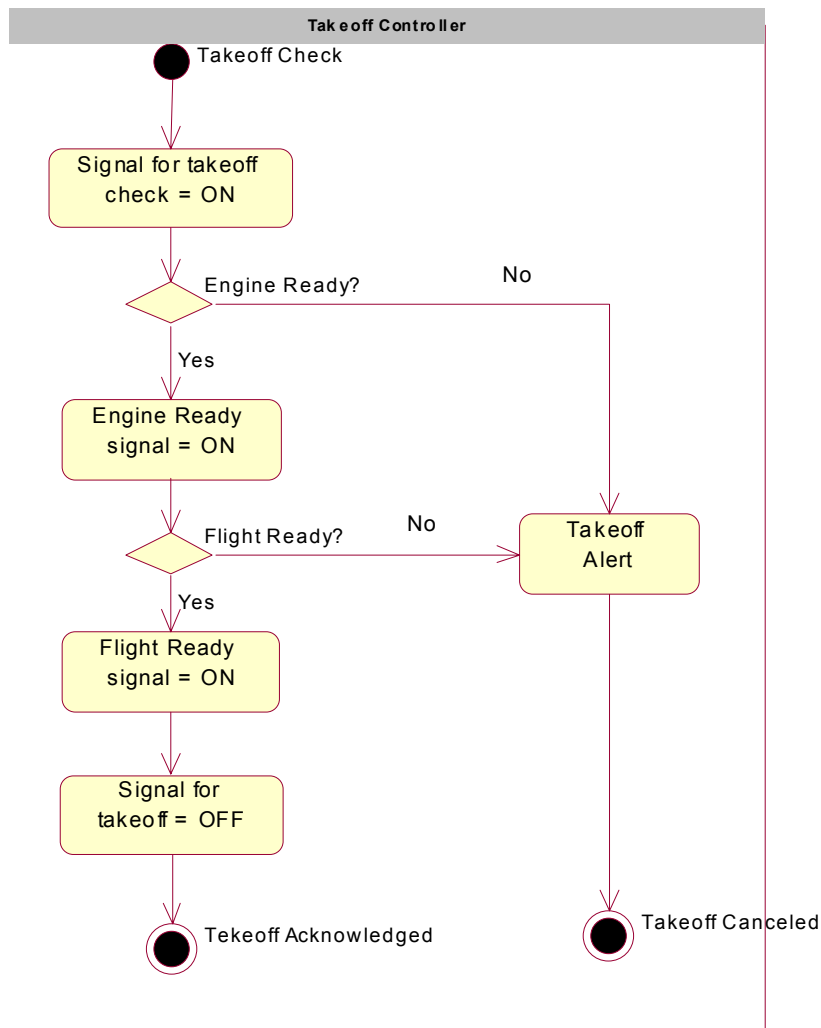 Takeoff Controller
Takeoff Check
Signal for takeoff
check = ON
Engine Ready?
No
Yes
Engine Ready
signal = ON
Flight Ready?
No
Takeoff
Alert
Yes
Flight Ready
signal = ON
Signal for
takeoff = OFF
Tekeoff Acknowledged
Takeoff Canceled